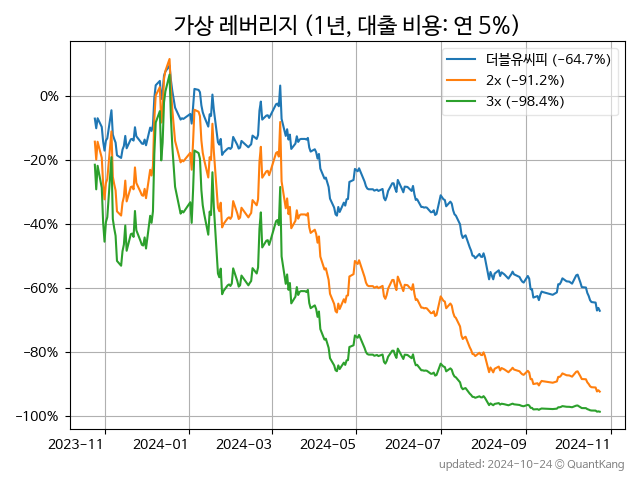 가상 레버리지 (1년, 대출 비용: 연 5%)
더블유씨피 (−64.7%)
2x (−91.2%)
3x (−98.4%)
0%
−20%
−40%
−60%
−80%
−100%
2023-11 2024-01 2024-03 2024-05 2024-07 2024-09 2024-11
updated: 2024-10-24 © QuantKang